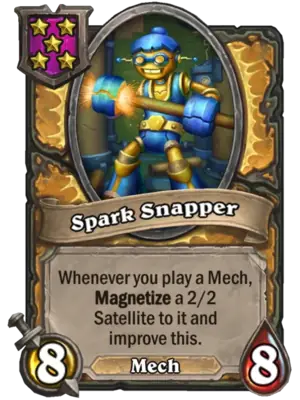 Spark Snapper
Whenever you play a Mech,
Magnetize a 2/2
Satellite to it and
improve this.
8
Mech
8